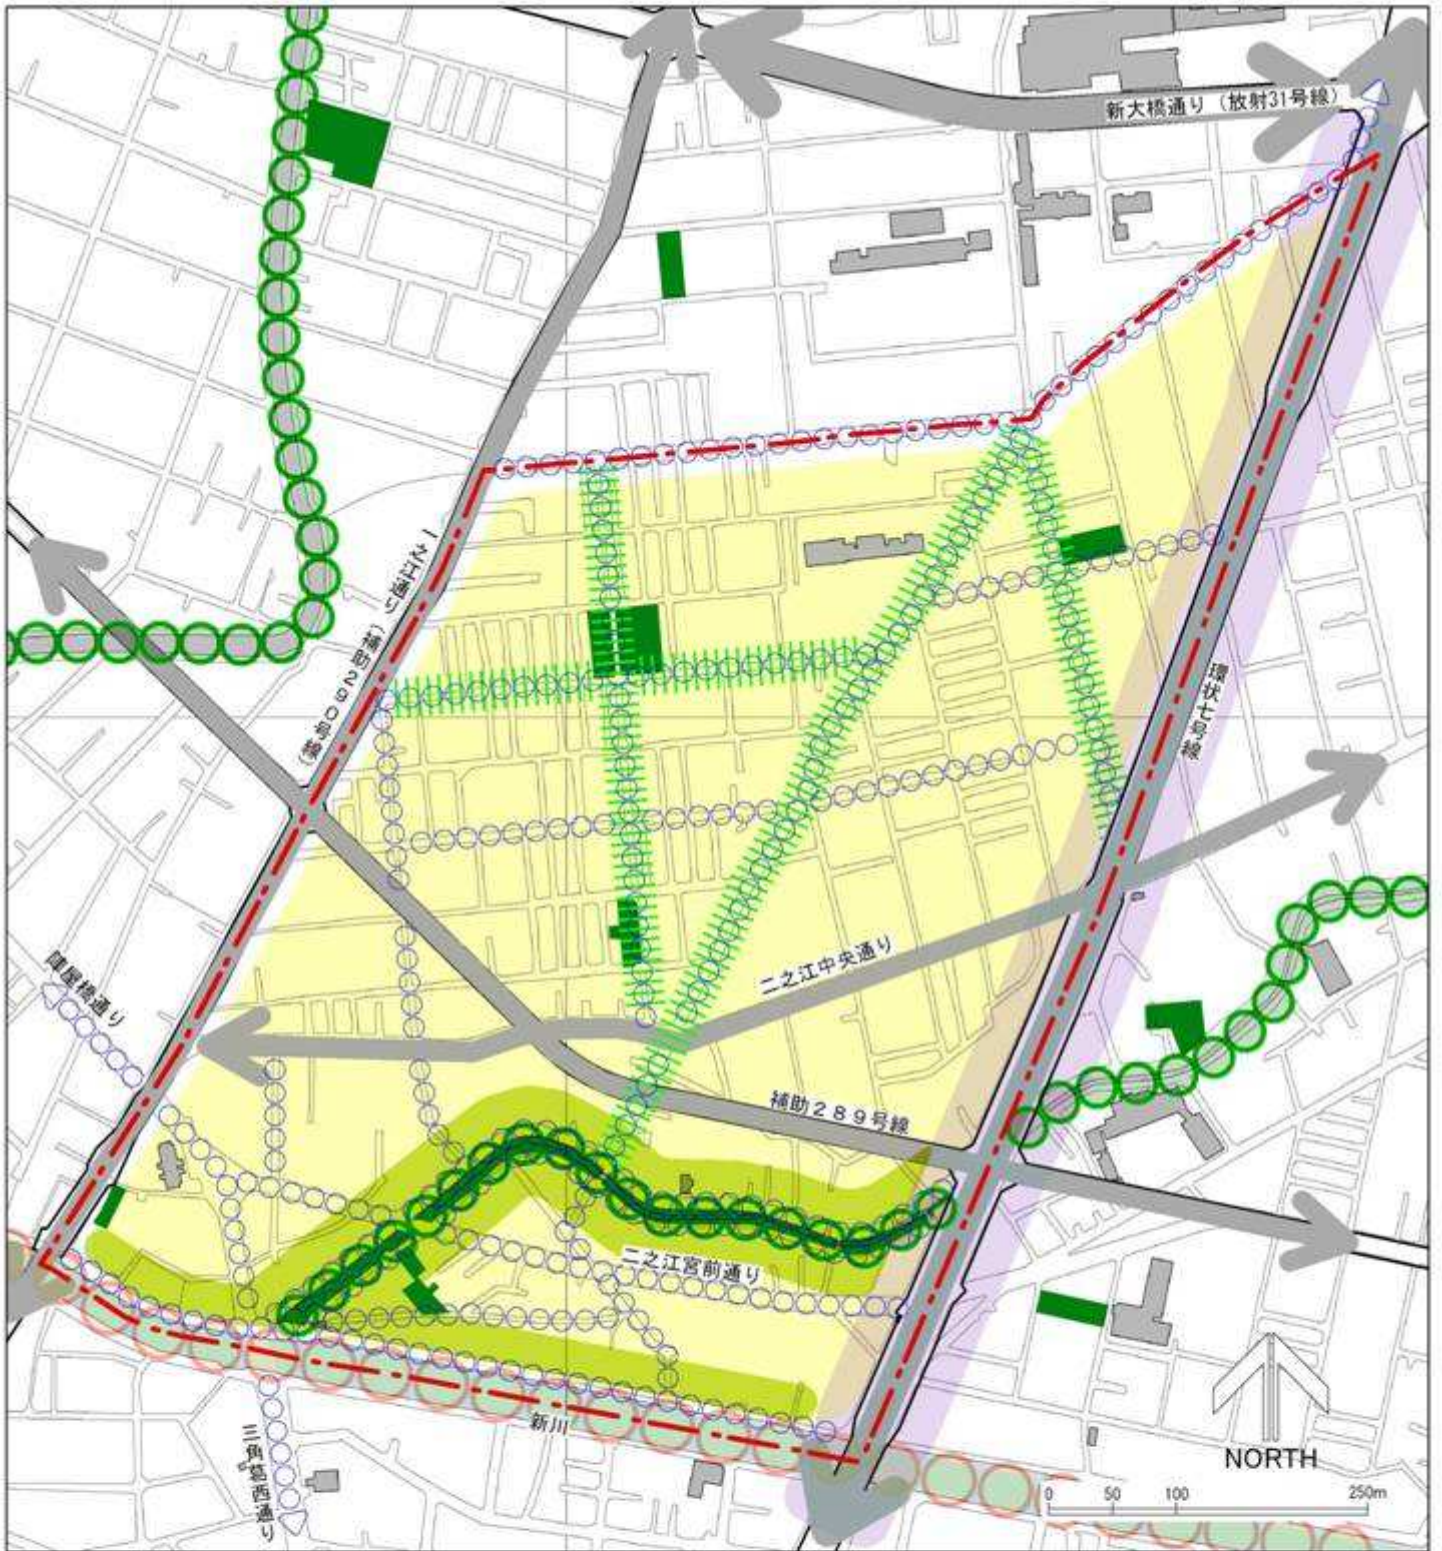 新大橋通り（放射31号線）
一之江通り（補助290号線）
環状七号線
陣屋橋通り
二之江中央通り
補助289号線
二之江宮前通り
新川
三角葛西通り
NORTH
0 50 100 250m